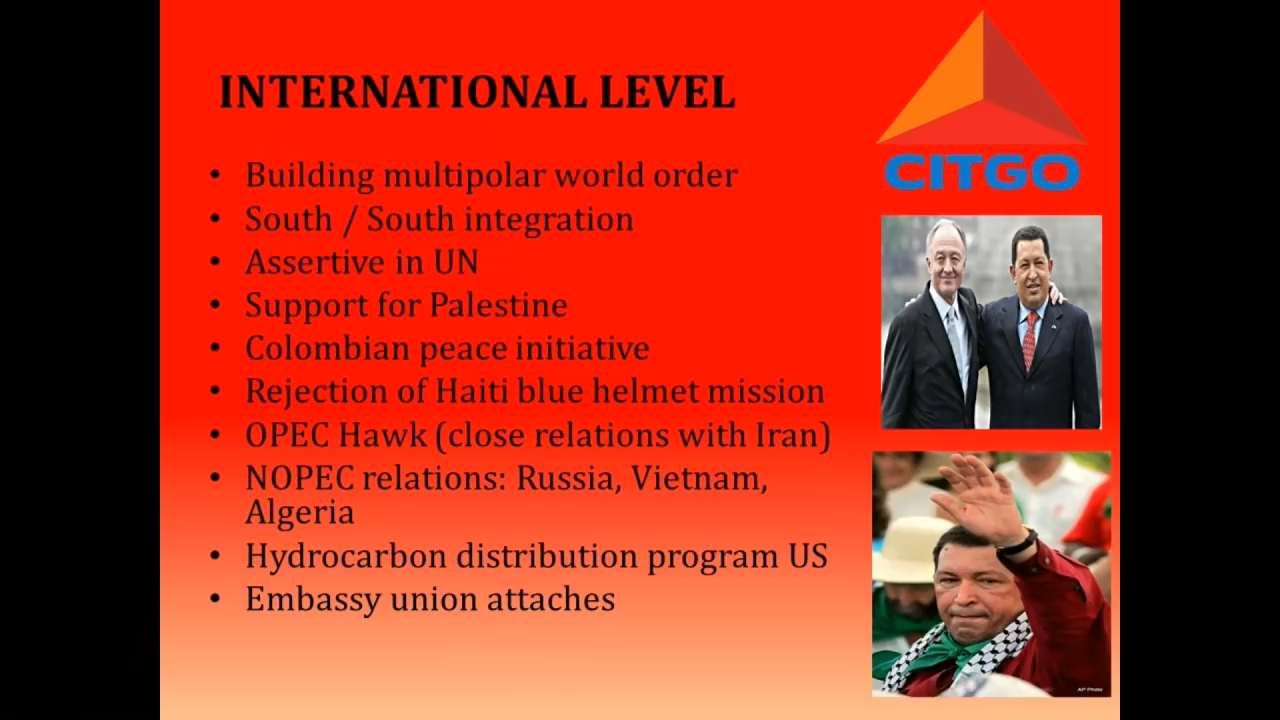 INTERNATIONAL LEVEL
CITGO
• Building multipolar world order
• South / South integration
• Assertive in UN
• Support for Palestine
• Colombian peace initiative
• Rejection of Haiti blue helmet mission
• OPEC Hawk (close relations with Iran)
• NOPEC relations: Russia, Vietnam,
Algeria
• Hydrocarbon distribution program US
• Embassy union attaches
AP Photo